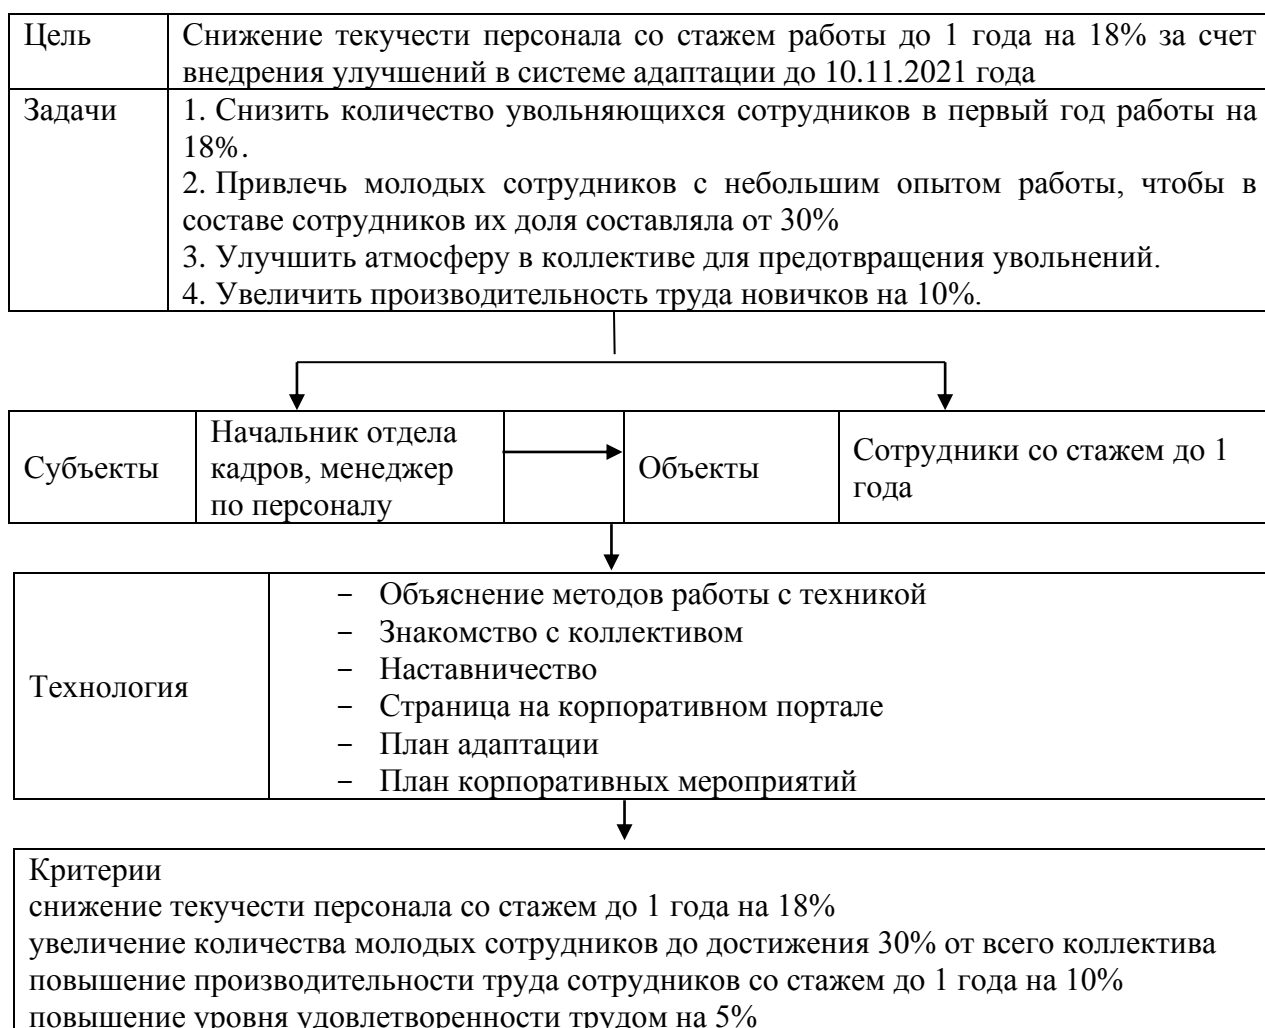 Цель
Снижение текучести персонала со стажем работы до 1 года на 18% за счет
внедрения улучшений в системе адаптации до 10.11.2021 года
Задачи
1. Снизить количество увольняющихся сотрудников в первый год работы на
18%.
2. Привлечь молодых сотрудников с небольшим опытом работы, чтобы в
составе сотрудников их доля составляла от 30%
3. Улучшить атмосферу в коллективе для предотвращения увольнений.
4. Увеличить производительность труда новичков на 10%.
Субъекты
Начальник отдела
кадров, менеджер
по персоналу
Объекты
Сотрудники со стажем до 1
года
Технология
- Объяснение методов работы с техникой
- Знакомство с коллективом
- Наставничество
- Страница на корпоративном портале
- План адаптации
- План корпоративных мероприятий
Критерии
снижение текучести персонала со стажем до 1 года на 18%
увеличение количества молодых сотрудников до достижения 30% от всего коллектива
повышение производительности труда сотрудников со стажем до 1 года на 10%
повышение уровня удовлетворенности трудом на 5%